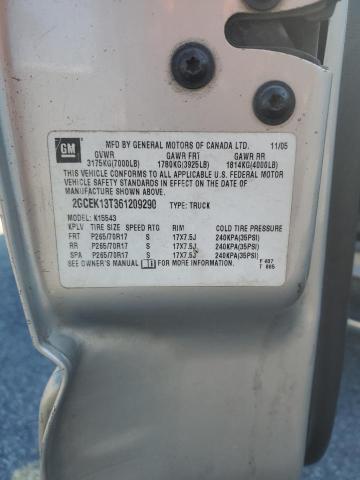 GM
MFD BY GENERAL MOTORS OF CANADA LTD. 11/05
GVWR GAWR FRT GAWR RR
3175KG(7000LB) 1780KG(3925LB) 1814KG(4000LB)
THIS VEHICLE CONFORMS TO ALL APPLICABLE U.S. FEDERAL MOTOR
VEHICLE SAFETY STANDARDS IN EFFECT ON THE DATE OF
MANUFACTURE SHOWN ABOVE.
2GCEK13T361209290 TYPE: TRUCK
MODEL: K15543
KPLV TIRE SIZE SPEED RTG RIM COLD TIRE PRESSURE
FRT P265/70R17 S 17X7.5J 240KPA(35PSI)
RR P265/70R17 S 17X7.5J 240KPA(35PSI)
SPA P265/70R17 S 17X7.5J 240KPA(35PSI)
SEE OWNER'S MANUAL FOR MORE INFORMATION.
F 497
T 665